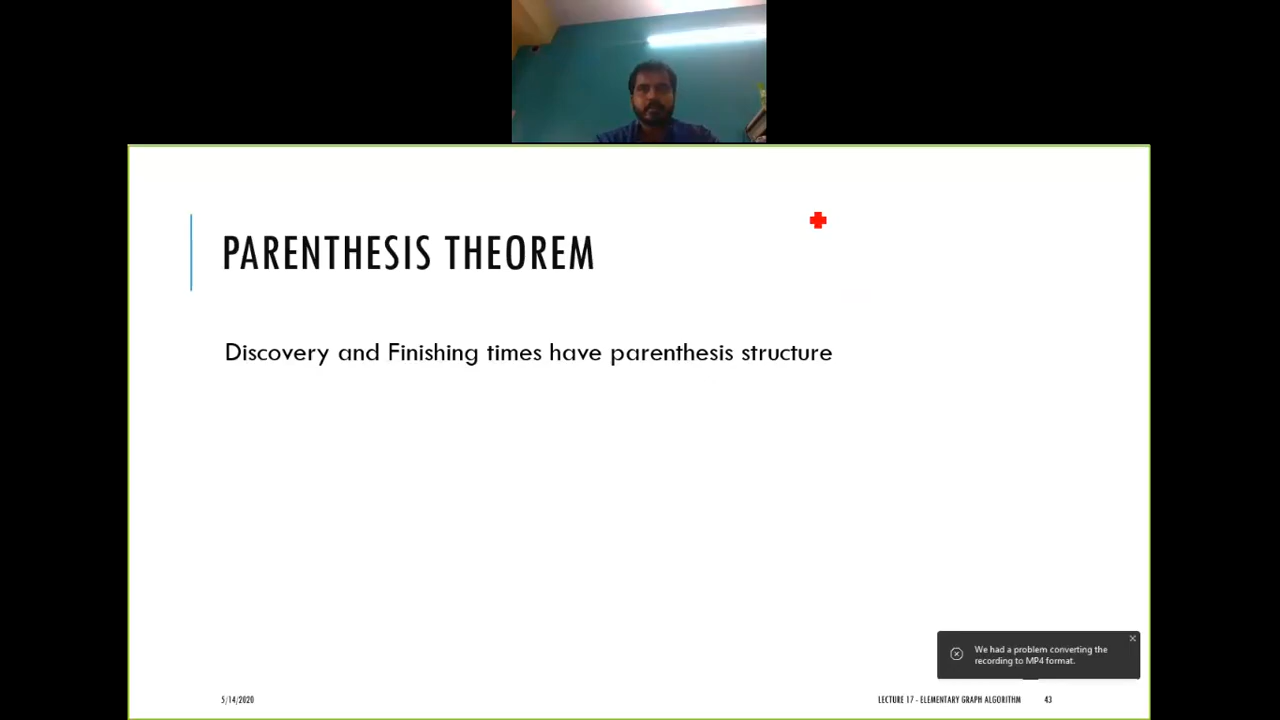 PARENTHESIS THEOREM
Discovery and Finishing times have parenthesis structure
We had a problem converting the
recording to MP4 format.
5/14/2020
LECTURE 17 - ELEMENTARY GRAPH ALGORITHM
43